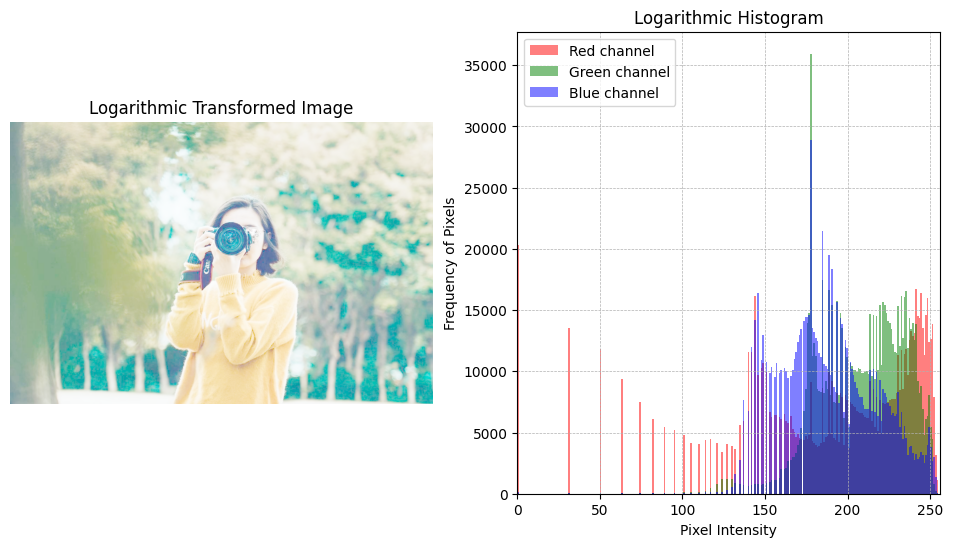 Logarithmic Transformed Image
Logarithmic Histogram
Red channel
Green channel
Blue channel
Frequency of Pixels
35000
30000
25000
20000
15000
10000
5000
0
0 50 100 150 200 250
Pixel Intensity